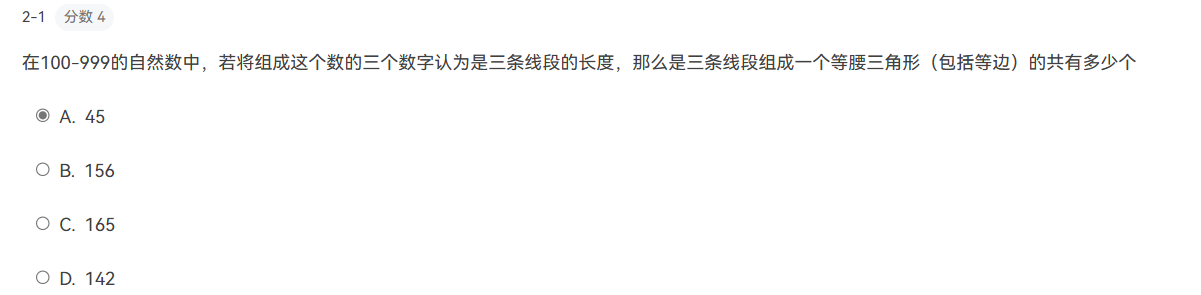 2-1 分数 4
在100-999的自然数中，若将组成这个数的三个数字认为是三条线段的长度，那么是三条线段组成一个等腰三角形（包括等边）的共有多少个
A. 45
B. 156
C. 165
D. 142